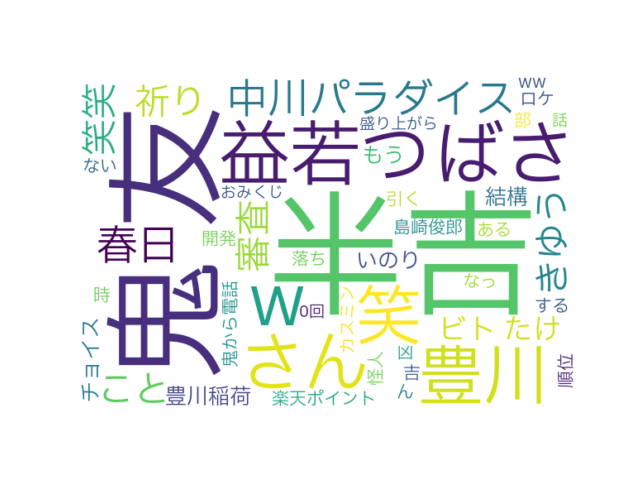 鬼友
半吉
益若つばさ
中川パラダイス
祈り
笑笑
ww
ロケ
盛り上がら
部
話
ない
もう
おみくじ
引く
結構
きゅう
春日
開発
審査
島崎俊郎
ある
落ち
いのり
なっ
時
鬼から電話
w
0回
カスミン
笑
ビト たけ
する
チョイス
こと
さん
怪人
区
吉
ん
豊川
順位
豊川稲荷
楽天ポイント